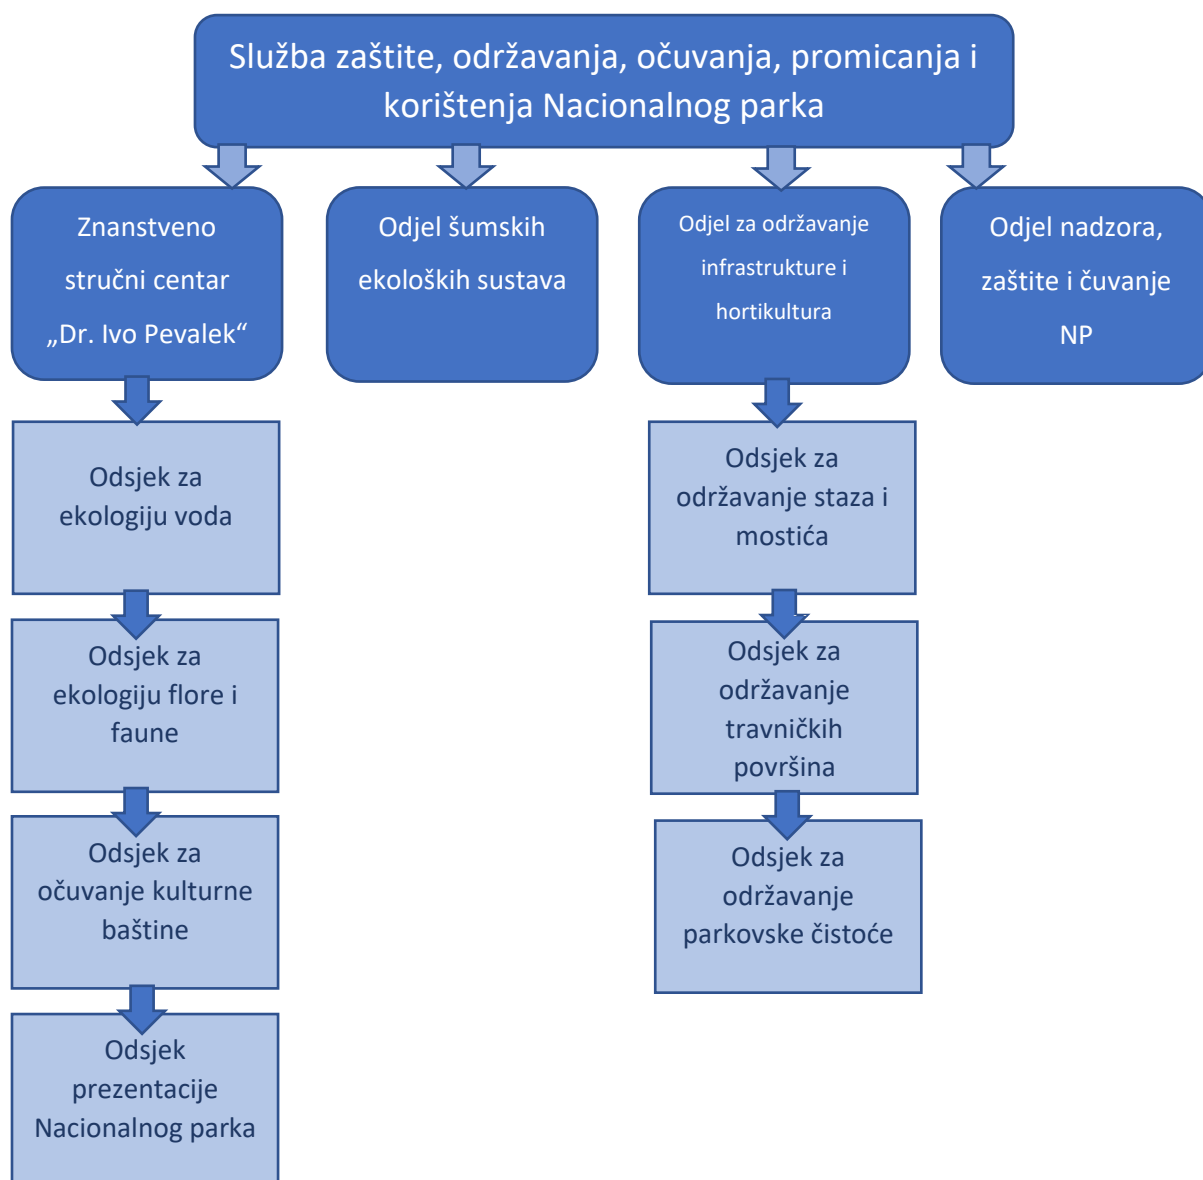 Služba zaštite, održavanja, očuvanja, promicanja i
korištenja Nacionalnog parka
Znanstveno
stručni centar
„Dr. Ivo Pevalek“
Odjel šumskih
ekoloških sustava
Odjel za održavanje
infrastrukture i
hortikultura
Odjel nadzora,
zaštite i čuvanje
NP
Odsjek za
ekologiju voda
Odsjek za
ekologiju flore i
faune
Odsjek za
očuvanje kulturne
baštine
Odsjek
prezentacije
Nacionalnog parka
Odsjek za
održavanje staza i
mostića
Odsjek za
održavanje
travničkih
površina
Odsjek za
održavanje
parkovske čistoće